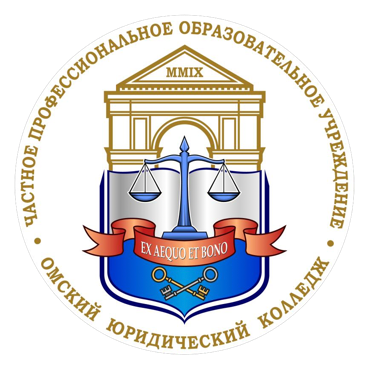 ЧАСТНОЕ ПРОФЕССИОНАЛЬНОЕ ОБРАЗОВАТЕЛЬНОЕ УЧРЕЖДЕНИЕ
MMIX
EX AEQUO ET BONO
• ОМСКИЙ ЮРИДИЧЕСКИЙ КОЛЛЕДЖ •